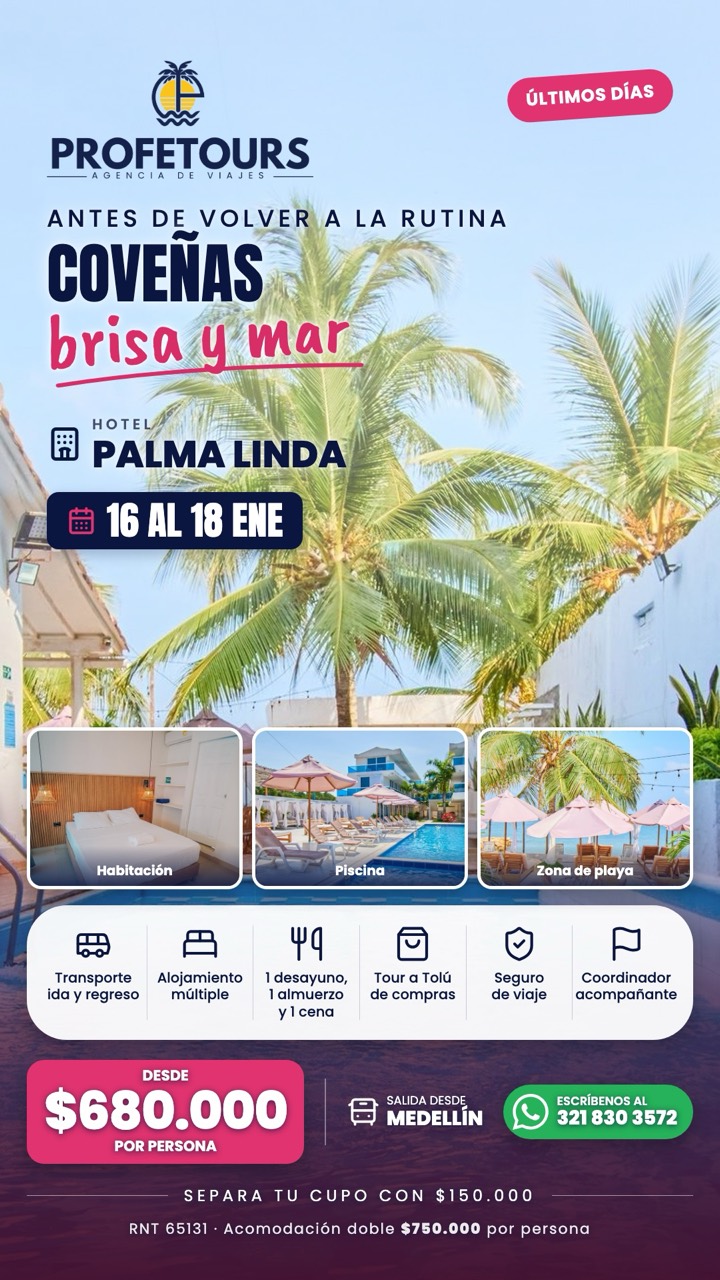 PROFETOURS
AGENCIA DE VIAJES
ÚLTIMOS DÍAS
ANTES DE VOLVER A LA RUTINA
COVEÑAS
brisa y mar
HOTEL
PALMA LINDA
16 AL 18 ENE
Habitación
Piscina
Zona de playa
Transporte
ida y regreso
Alojamiento
múltiple
1 desayuno,
1 almuerzo
y 1 cena
Tour a Tolú
de compras
Seguro
de viaje
Coordinador
acompañante
DESDE
$680.000
POR PERSONA
SALIDA DESDE
MEDELLÍN
ESCRÍBENOS AL
321 830 3572
SEPARA TU CUPO CON $150.000
RNT 65131 · Acomodación doble $750.000 por persona